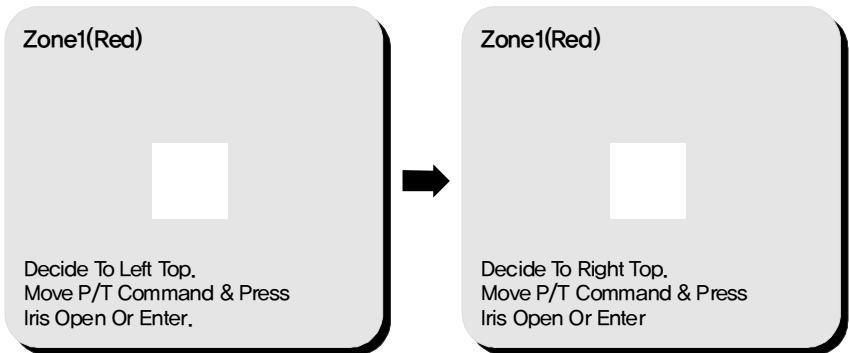 Zone1(Red)
Decide To Left Top.
Move P/T Command & Press
Iris Open Or Enter.
Zone1(Red)
Decide To Right Top.
Move P/T Command & Press
Iris Open Or Enter